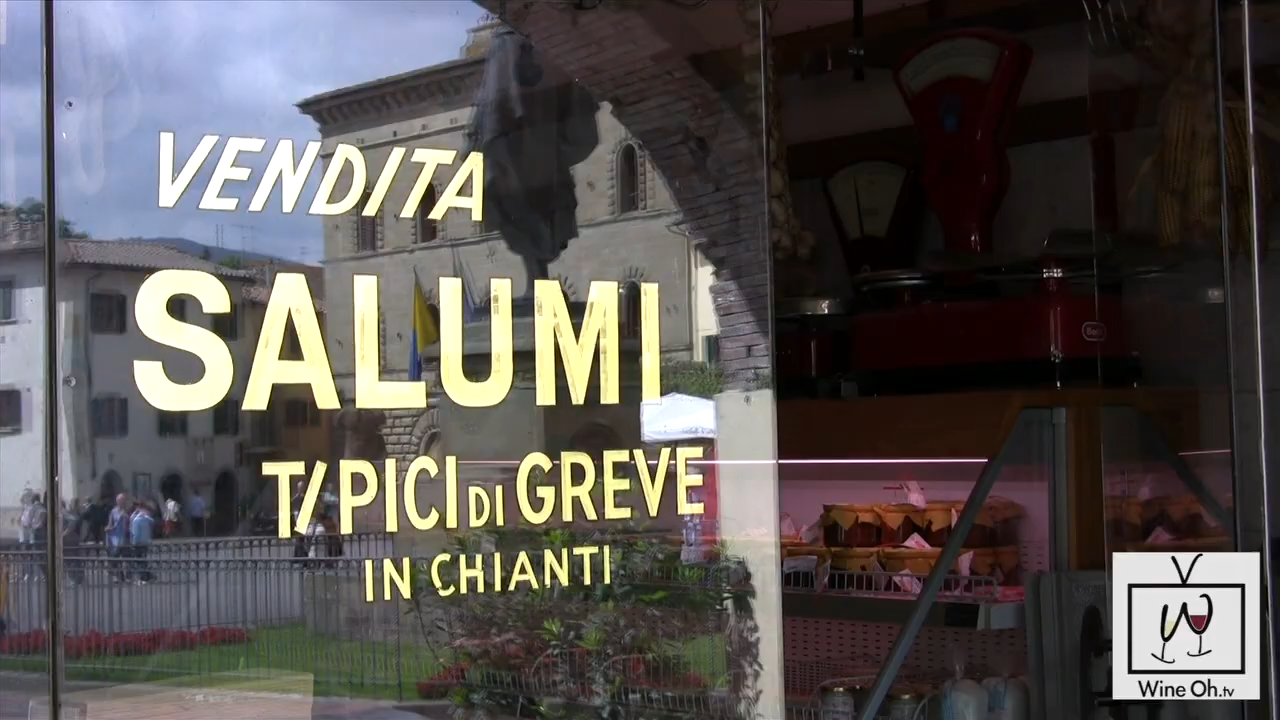 VENDITA
SALUMI
TIPICI DI GREVE
IN CHIANTI
Wine Oh.tv